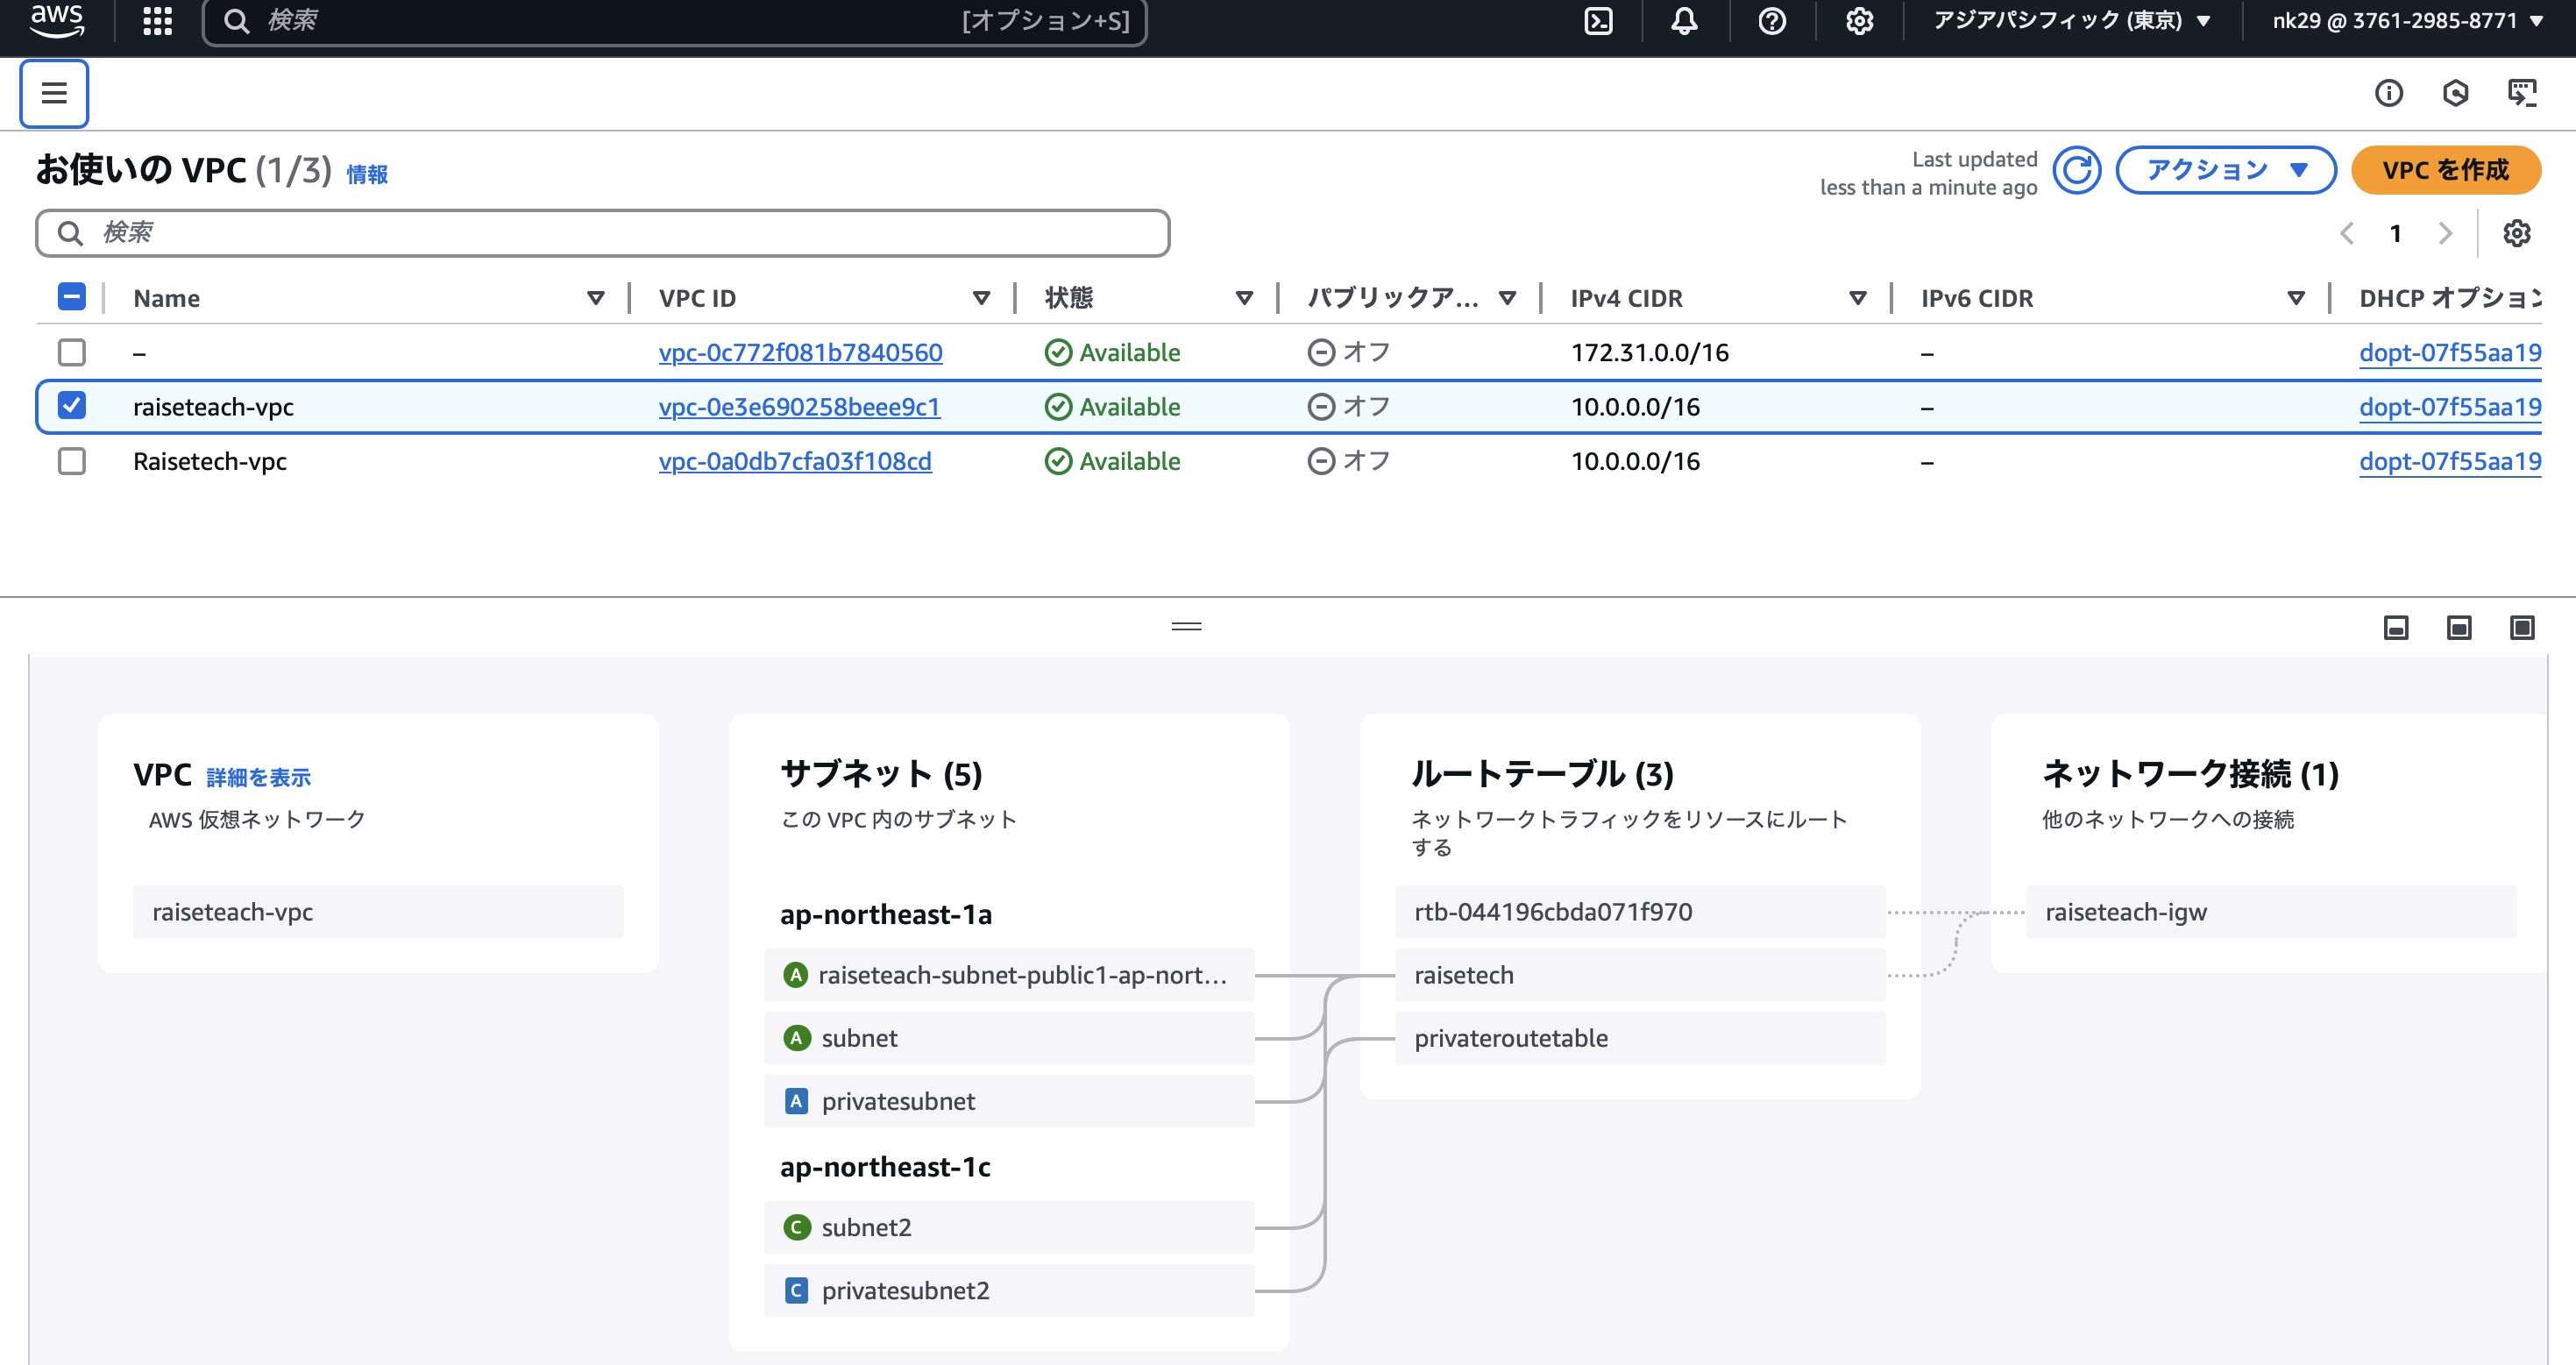 aws
検索
[オプション+S]
アジアパシフィック (東京)
nk29 @ 3761-2985-8771
お使いの VPC (1/3) 情報
Last updated
less than a minute ago
アクション
VPC を作成
検索
1
Name VPC ID 状態 パブリックア... IPv4 CIDR IPv6 CIDR DHCP オプション
– vpc-0c772f081b7840560 Available オフ 172.31.0.0/16 – dopt-07f55aa19
raiseteach-vpc vpc-0e3e690258beee9c1 Available オフ 10.0.0.0/16 – dopt-07f55aa19
Raisetech-vpc vpc-0a0db7cfa03f108cd Available オフ 10.0.0.0/16 – dopt-07f55aa19
VPC 詳細を表示
AWS 仮想ネットワーク
raiseteach-vpc
サブネット (5)
この VPC 内のサブネット
ap-northeast-1a
A raiseteach-subnet-public1-ap-nort...
A subnet
A privatesubnet
ap-northeast-1c
C subnet2
C privatesubnet2
ルートテーブル (3)
ネットワークトラフィックをリソースにルート
する
rtb-044196cbda071f970
raisetech
privateroutetable
ネットワーク接続 (1)
他のネットワークへの接続
raiseteach-igw